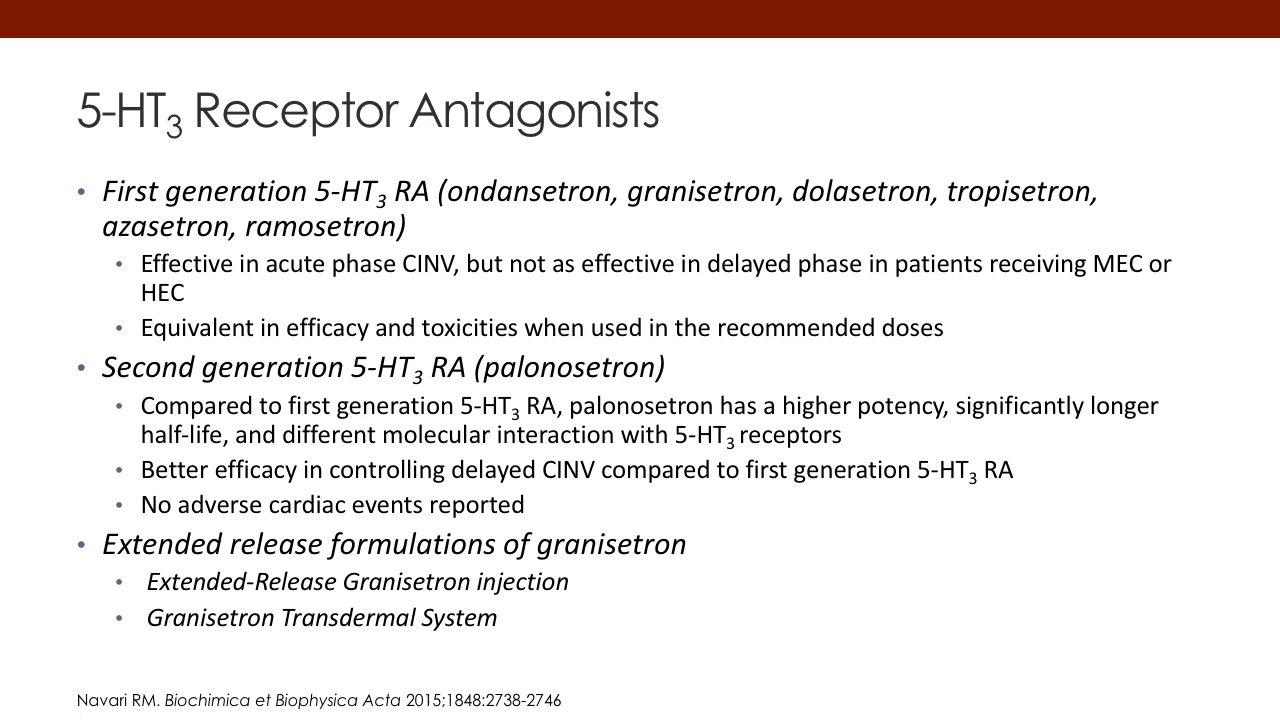 5-HT₃ Receptor Antagonists
• First generation 5-HT₃ RA (ondansetron, granisetron, dolasetron, tropisetron,
azasetron, ramosetron)
• Effective in acute phase CINV, but not as effective in delayed phase in patients receiving MEC or
HEC
• Equivalent in efficacy and toxicities when used in the recommended doses
• Second generation 5-HT₃ RA (palonosetron)
• Compared to first generation 5-HT₃ RA, palonosetron has a higher potency, significantly longer
half-life, and different molecular interaction with 5-HT₃ receptors
• Better efficacy in controlling delayed CINV compared to first generation 5-HT₃ RA
• No adverse cardiac events reported
• Extended release formulations of granisetron
• Extended-Release Granisetron injection
• Granisetron Transdermal System
Navari RM. Biochimica et Biophysica Acta 2015;1848:2738-2746